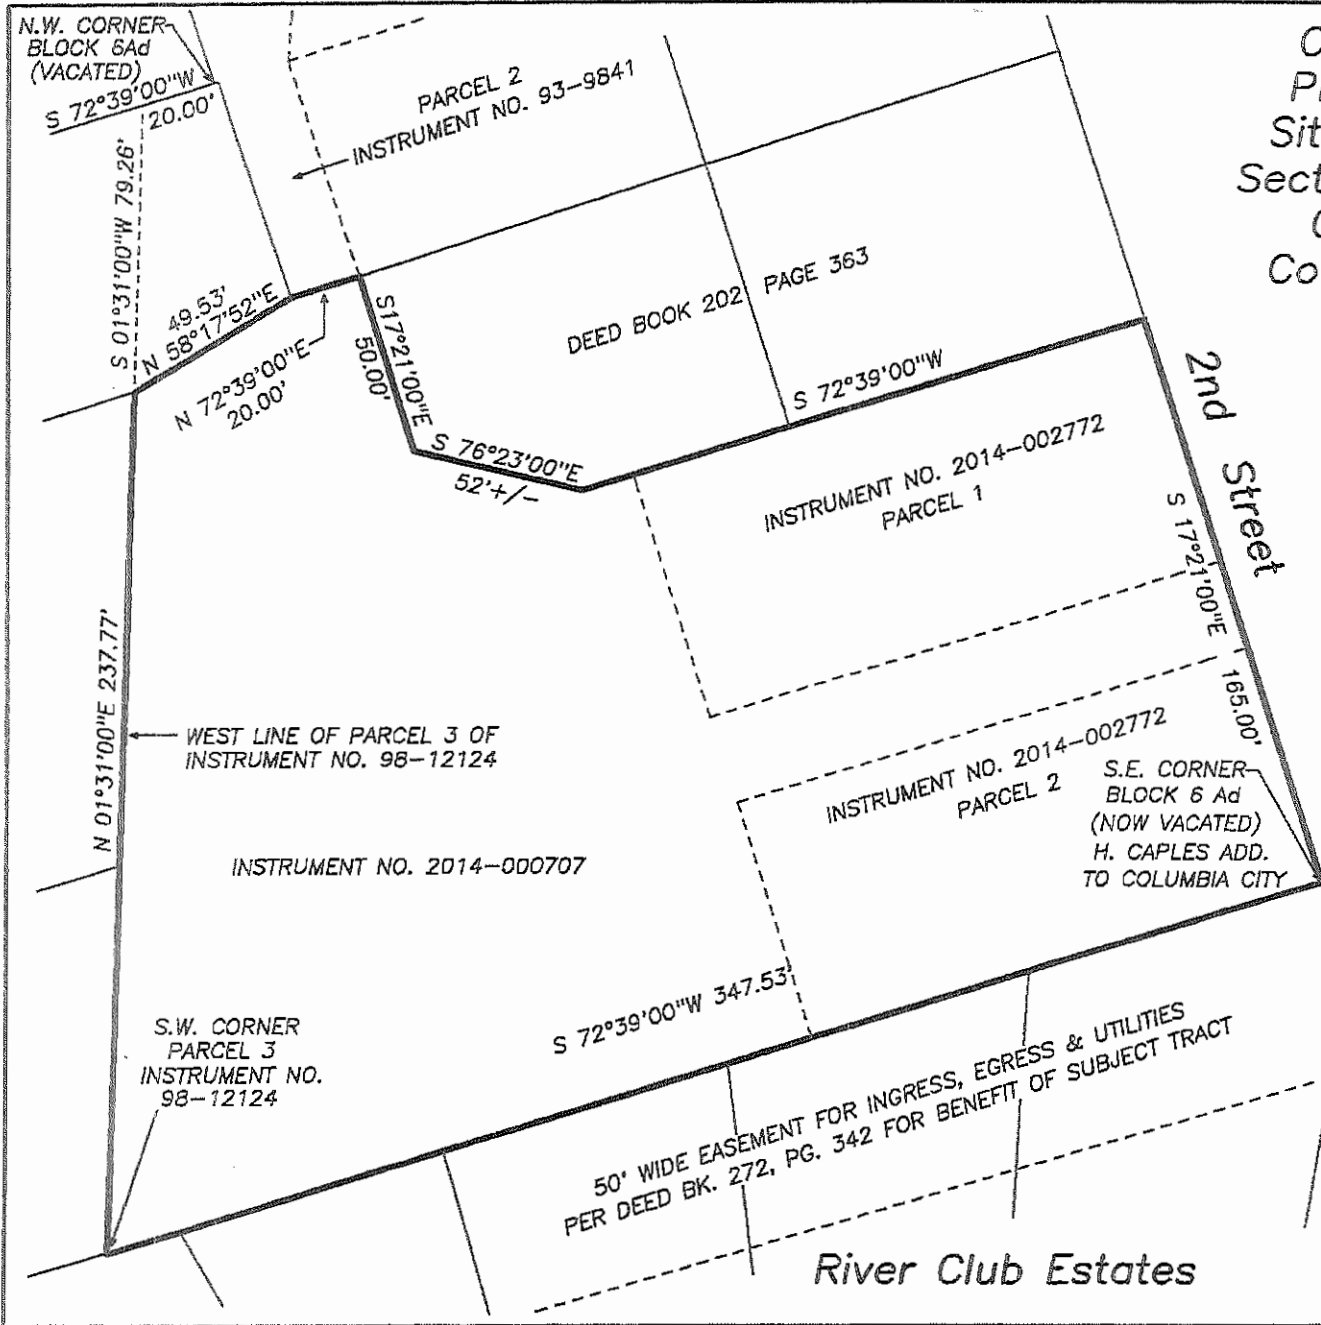 N.W. CORNER
BLOCK 6Ad
(VACATED)
S 72°39'00"W
20.00'
S 01°31'00"W 79.26'
PARCEL 2
INSTRUMENT NO. 93-9841
49.53'
N 58°17'52"E
N 72°39'00"E
20.00'
S17°21'00"E
50.00'
DEED BOOK 202
PAGE 363
S 72°39'00"W
S 76°23'00"E
52'+/-
2nd Street
INSTRUMENT NO. 2014-002772
PARCEL 1
S 17°21'00"E
165.00'
N 01°31'00"E 237.77'
WEST LINE OF PARCEL 3 OF
INSTRUMENT NO. 98-12124
INSTRUMENT NO. 2014-002772
PARCEL 2
S.E. CORNER
BLOCK 6 Ad
(NOW VACATED)
H. CAPLES ADD.
TO COLUMBIA CITY
INSTRUMENT NO. 2014-000707
S 72°39'00"W 347.53'
S.W. CORNER
PARCEL 3
INSTRUMENT NO.
98-12124
50' WIDE EASEMENT FOR INGRESS, EGRESS & UTILITIES
PER DEED BK. 272, PG. 342 FOR BENEFIT OF SUBJECT TRACT
River Club Estates